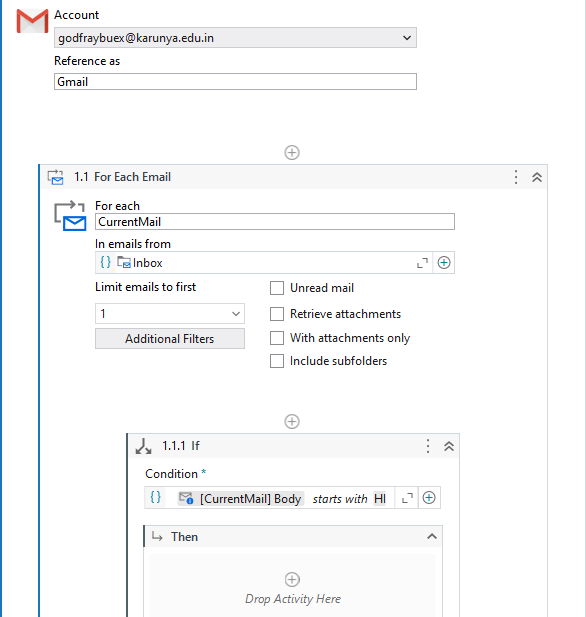 Account
godfraybuex@karunya.edu.in
Reference as
Gmail
1.1 For Each Email
For each
CurrentMail
In emails from
{} Inbox
Limit emails to first
Unread mail
1
Retrieve attachments
Additional Filters
With attachments only
Include subfolders
1.1.1 If
Condition *
{} [CurrentMail] Body starts with HI
Then
Drop Activity Here